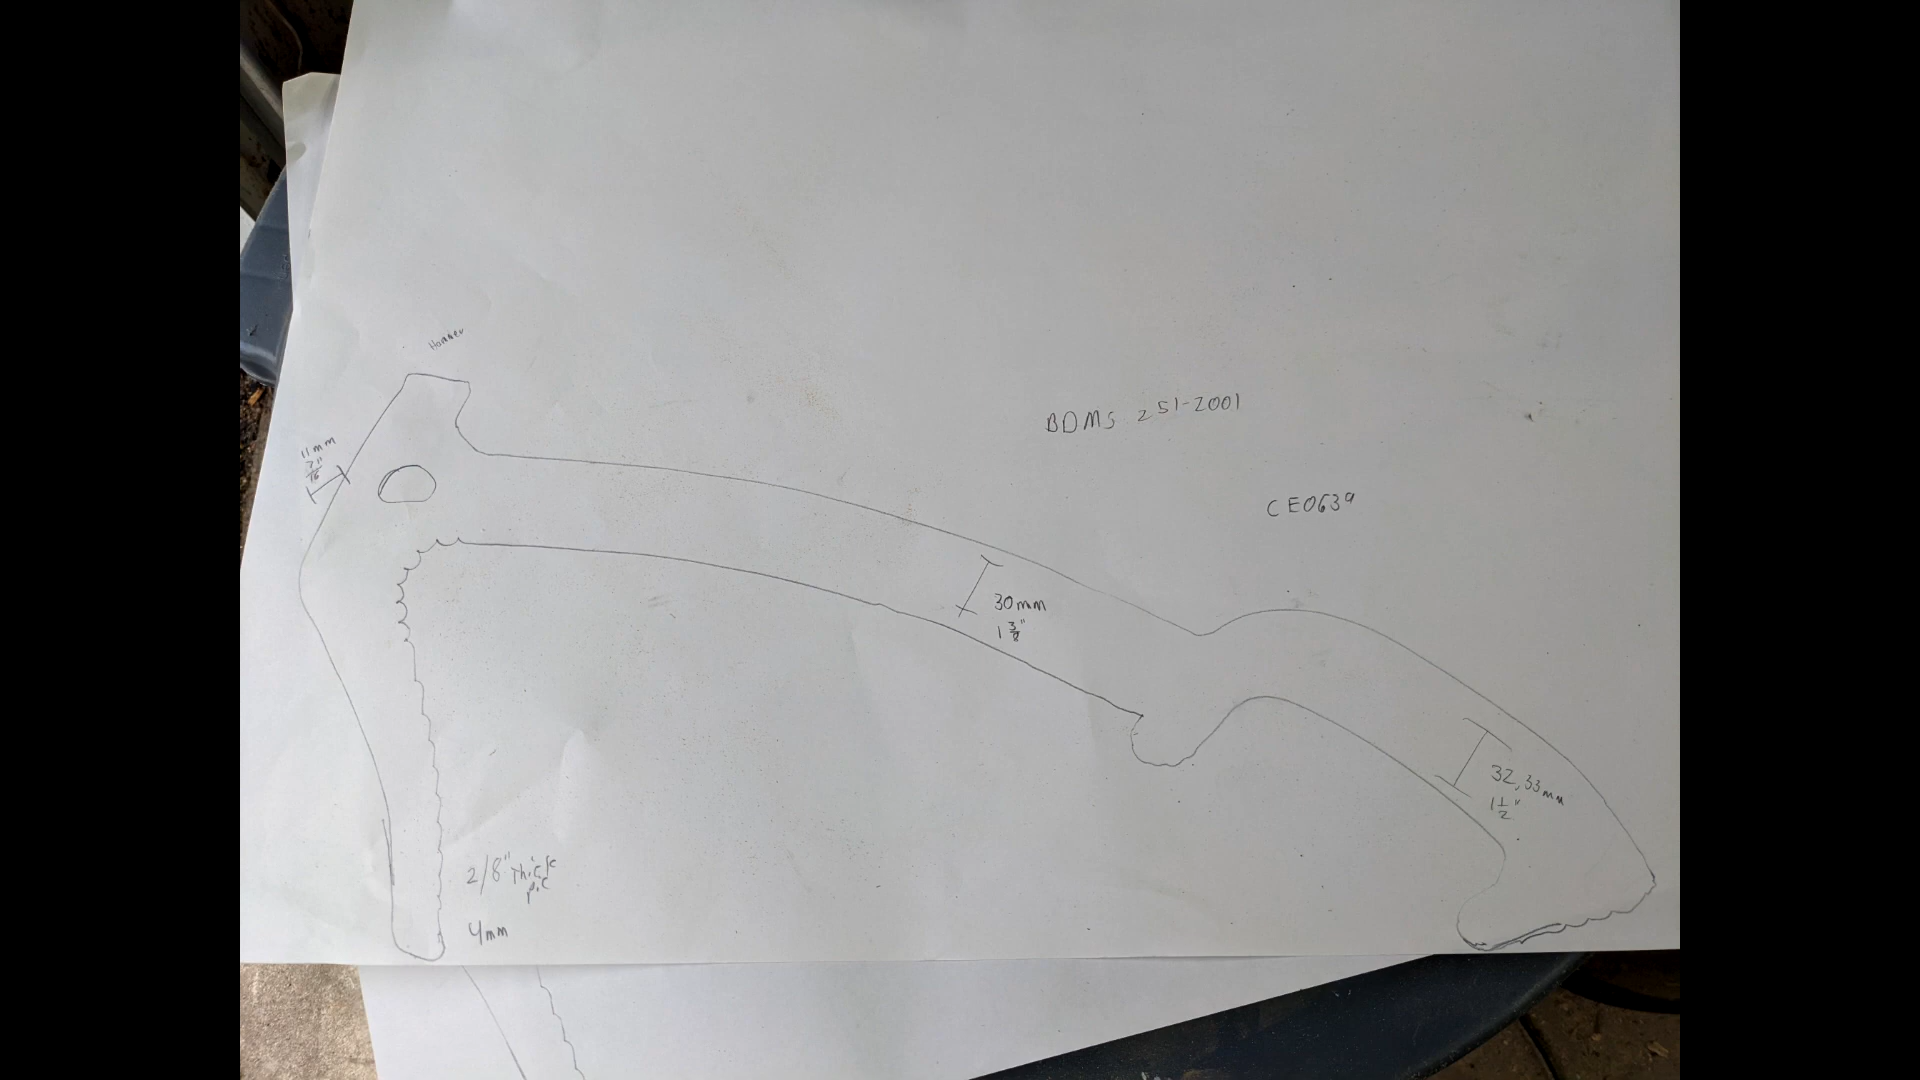 Hammer
BDMS 251-2001
11mm
7"
16
CE0639
30mm
1 3/8"
32,33mm
1 1/2"
2/8" Thick
pic
4mm